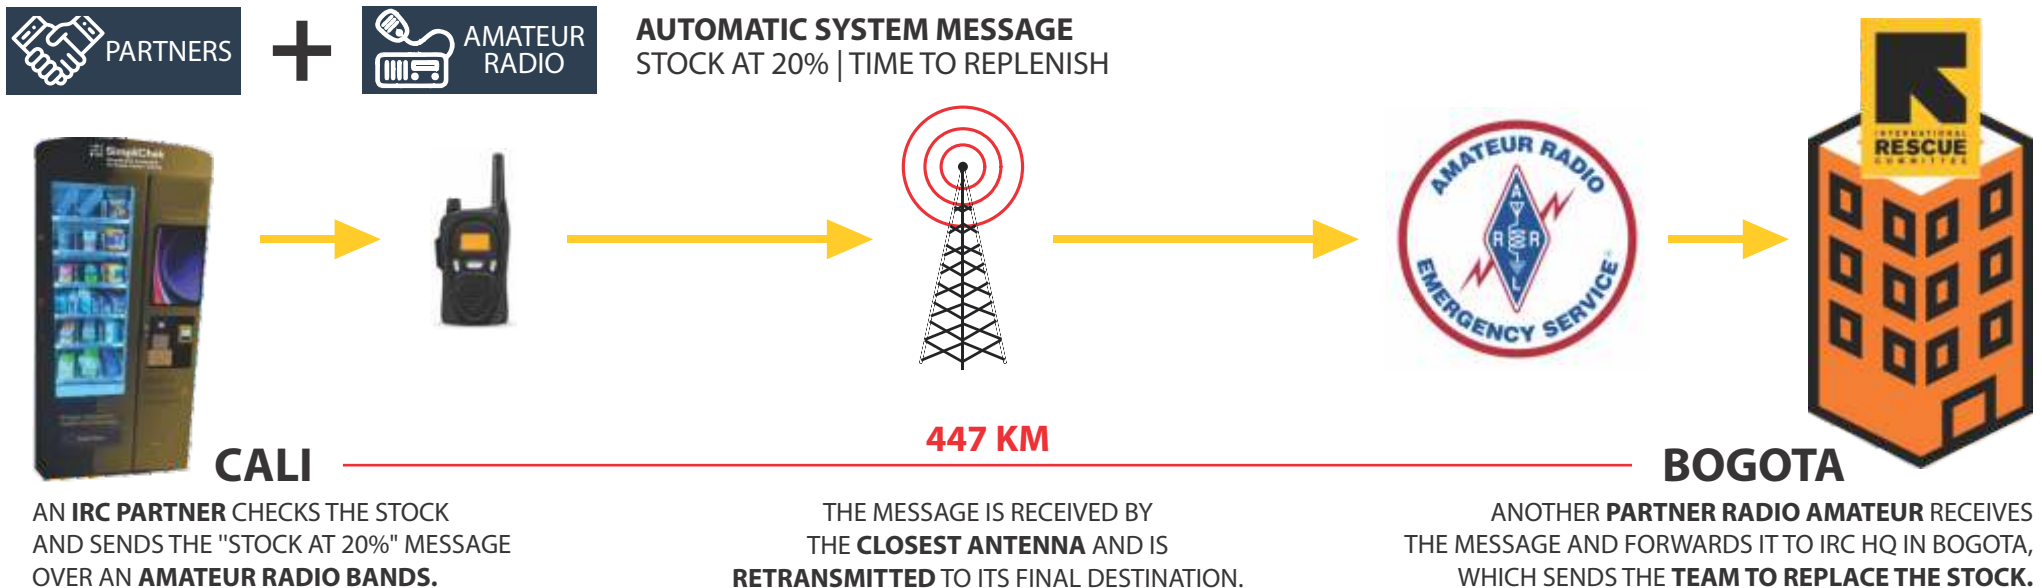 PARTNERS
AMATEUR
RADIO
AUTOMATIC SYSTEM MESSAGE
STOCK AT 20% | TIME TO REPLENISH
SimpliChek
AMATEUR RADIO
A
R R
L
EMERGENCY SERVICE
INTERNATIONAL
RESCUE
COMMITTEE
447 KM
CALI
BOGOTA
AN IRC PARTNER CHECKS THE STOCK
AND SENDS THE "STOCK AT 20%" MESSAGE
OVER AN AMATEUR RADIO BANDS.
THE MESSAGE IS RECEIVED BY
THE CLOSEST ANTENNA AND IS
RETRANSMITTED TO ITS FINAL DESTINATION.
ANOTHER PARTNER RADIO AMATEUR RECEIVES
THE MESSAGE AND FORWARDS IT TO IRC HQ IN BOGOTA,
WHICH SENDS THE TEAM TO REPLACE THE STOCK.